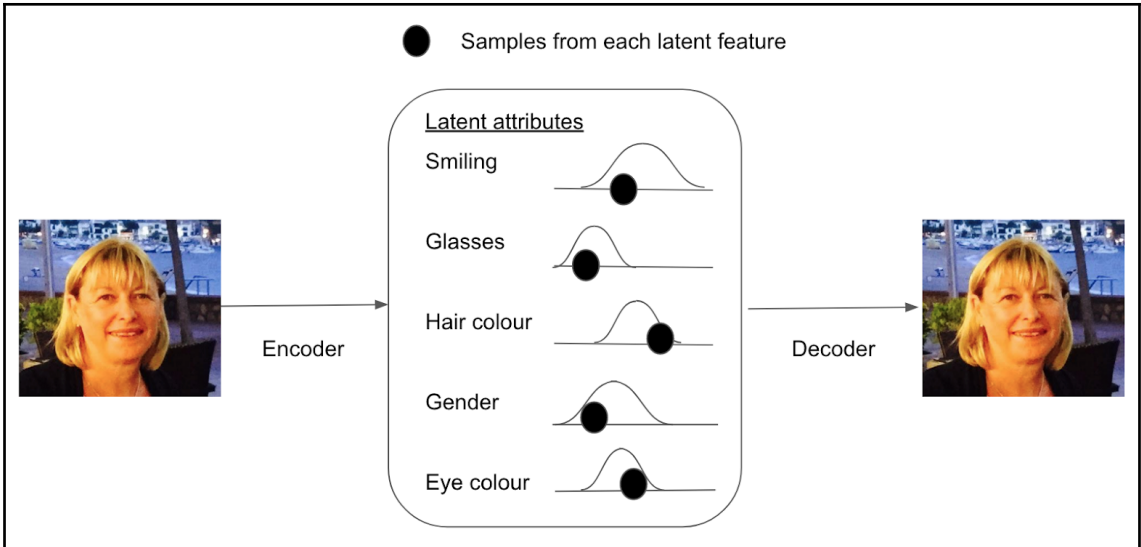 Samples from each latent feature
Latent attributes
Smiling
Glasses
Hair colour
Gender
Eye colour
Encoder
Decoder